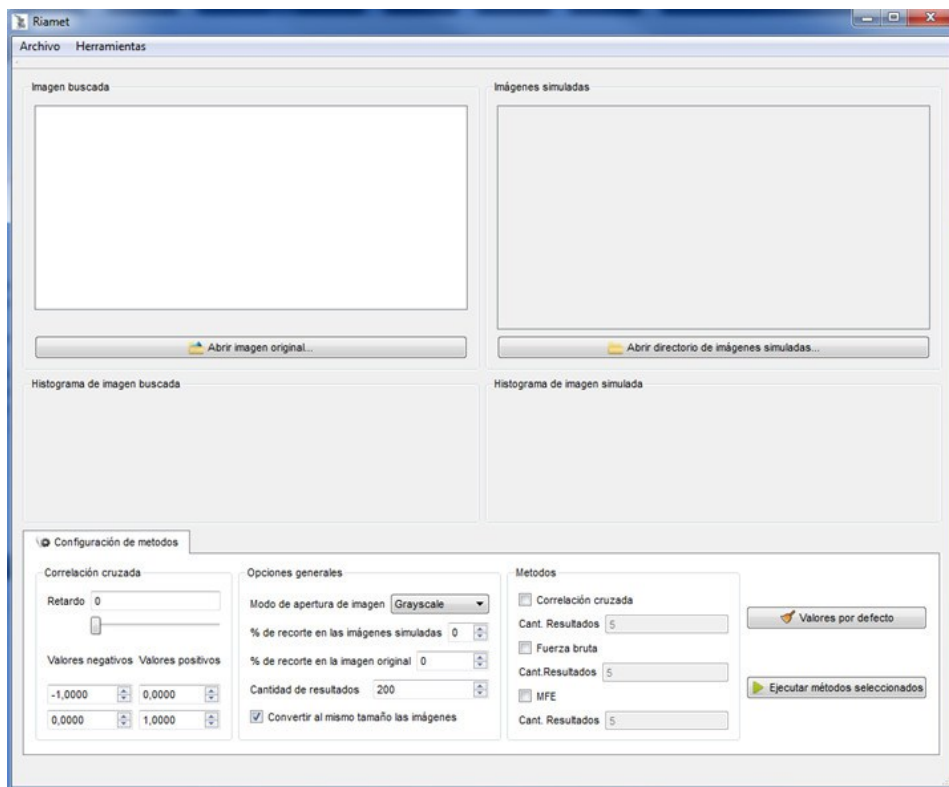 Riamet
Archivo Herramientas
Imagen buscada
Imágenes simuladas
Abrir imagen original...
Abrir directorio de imágenes simuladas...
Histograma de imagen buscada
Histograma de imagen simulada
Configuración de metodos
Correlación cruzada
Retardo 0
Valores negativos Valores positivos
-1,0000 0,0000
0,0000 1,0000
Opciones generales
Modo de apertura de imagen Grayscale
% de recorte en las imágenes simuladas 0
% de recorte en la imagen original 0
Cantidad de resultados 200
Convertir al mismo tamaño las imágenes
Metodos
Correlación cruzada
Cant. Resultados 5
Fuerza bruta
Cant.Resultados 5
MFE
Cant. Resultados 5
Valores por defecto
Ejecutar métodos seleccionados